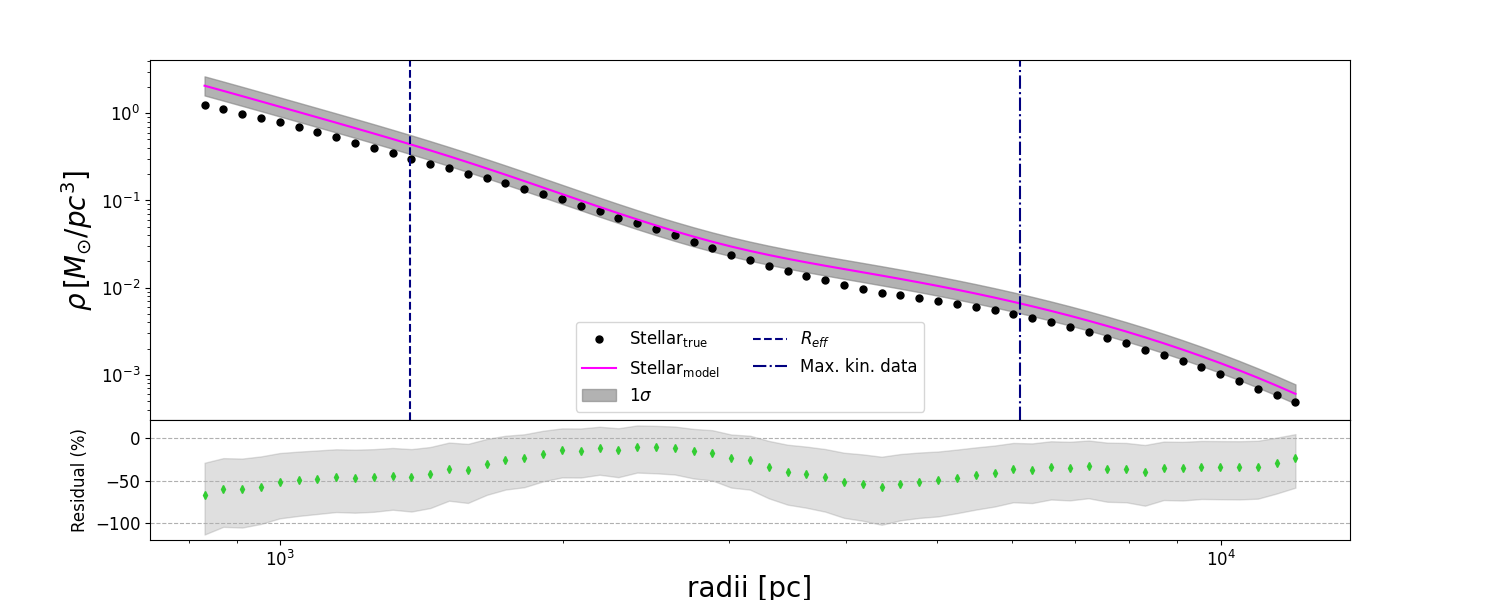 ρ [M⊙/pc³]
10⁰
10⁻¹
10⁻²
10⁻³
Stellar_true
Stellar_model
1σ
R_eff
Max. kin. data
Residual (%)
0
−50
−100
10³
10⁴
radii [pc]